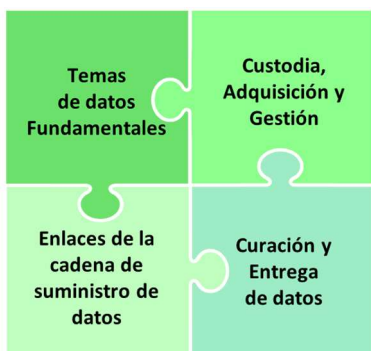 Temas
de datos
Fundamentales
Custodia,
Adquisición y
Gestión
Enlaces de la
cadena de
suministro de
datos
Curación y
Entrega
de datos